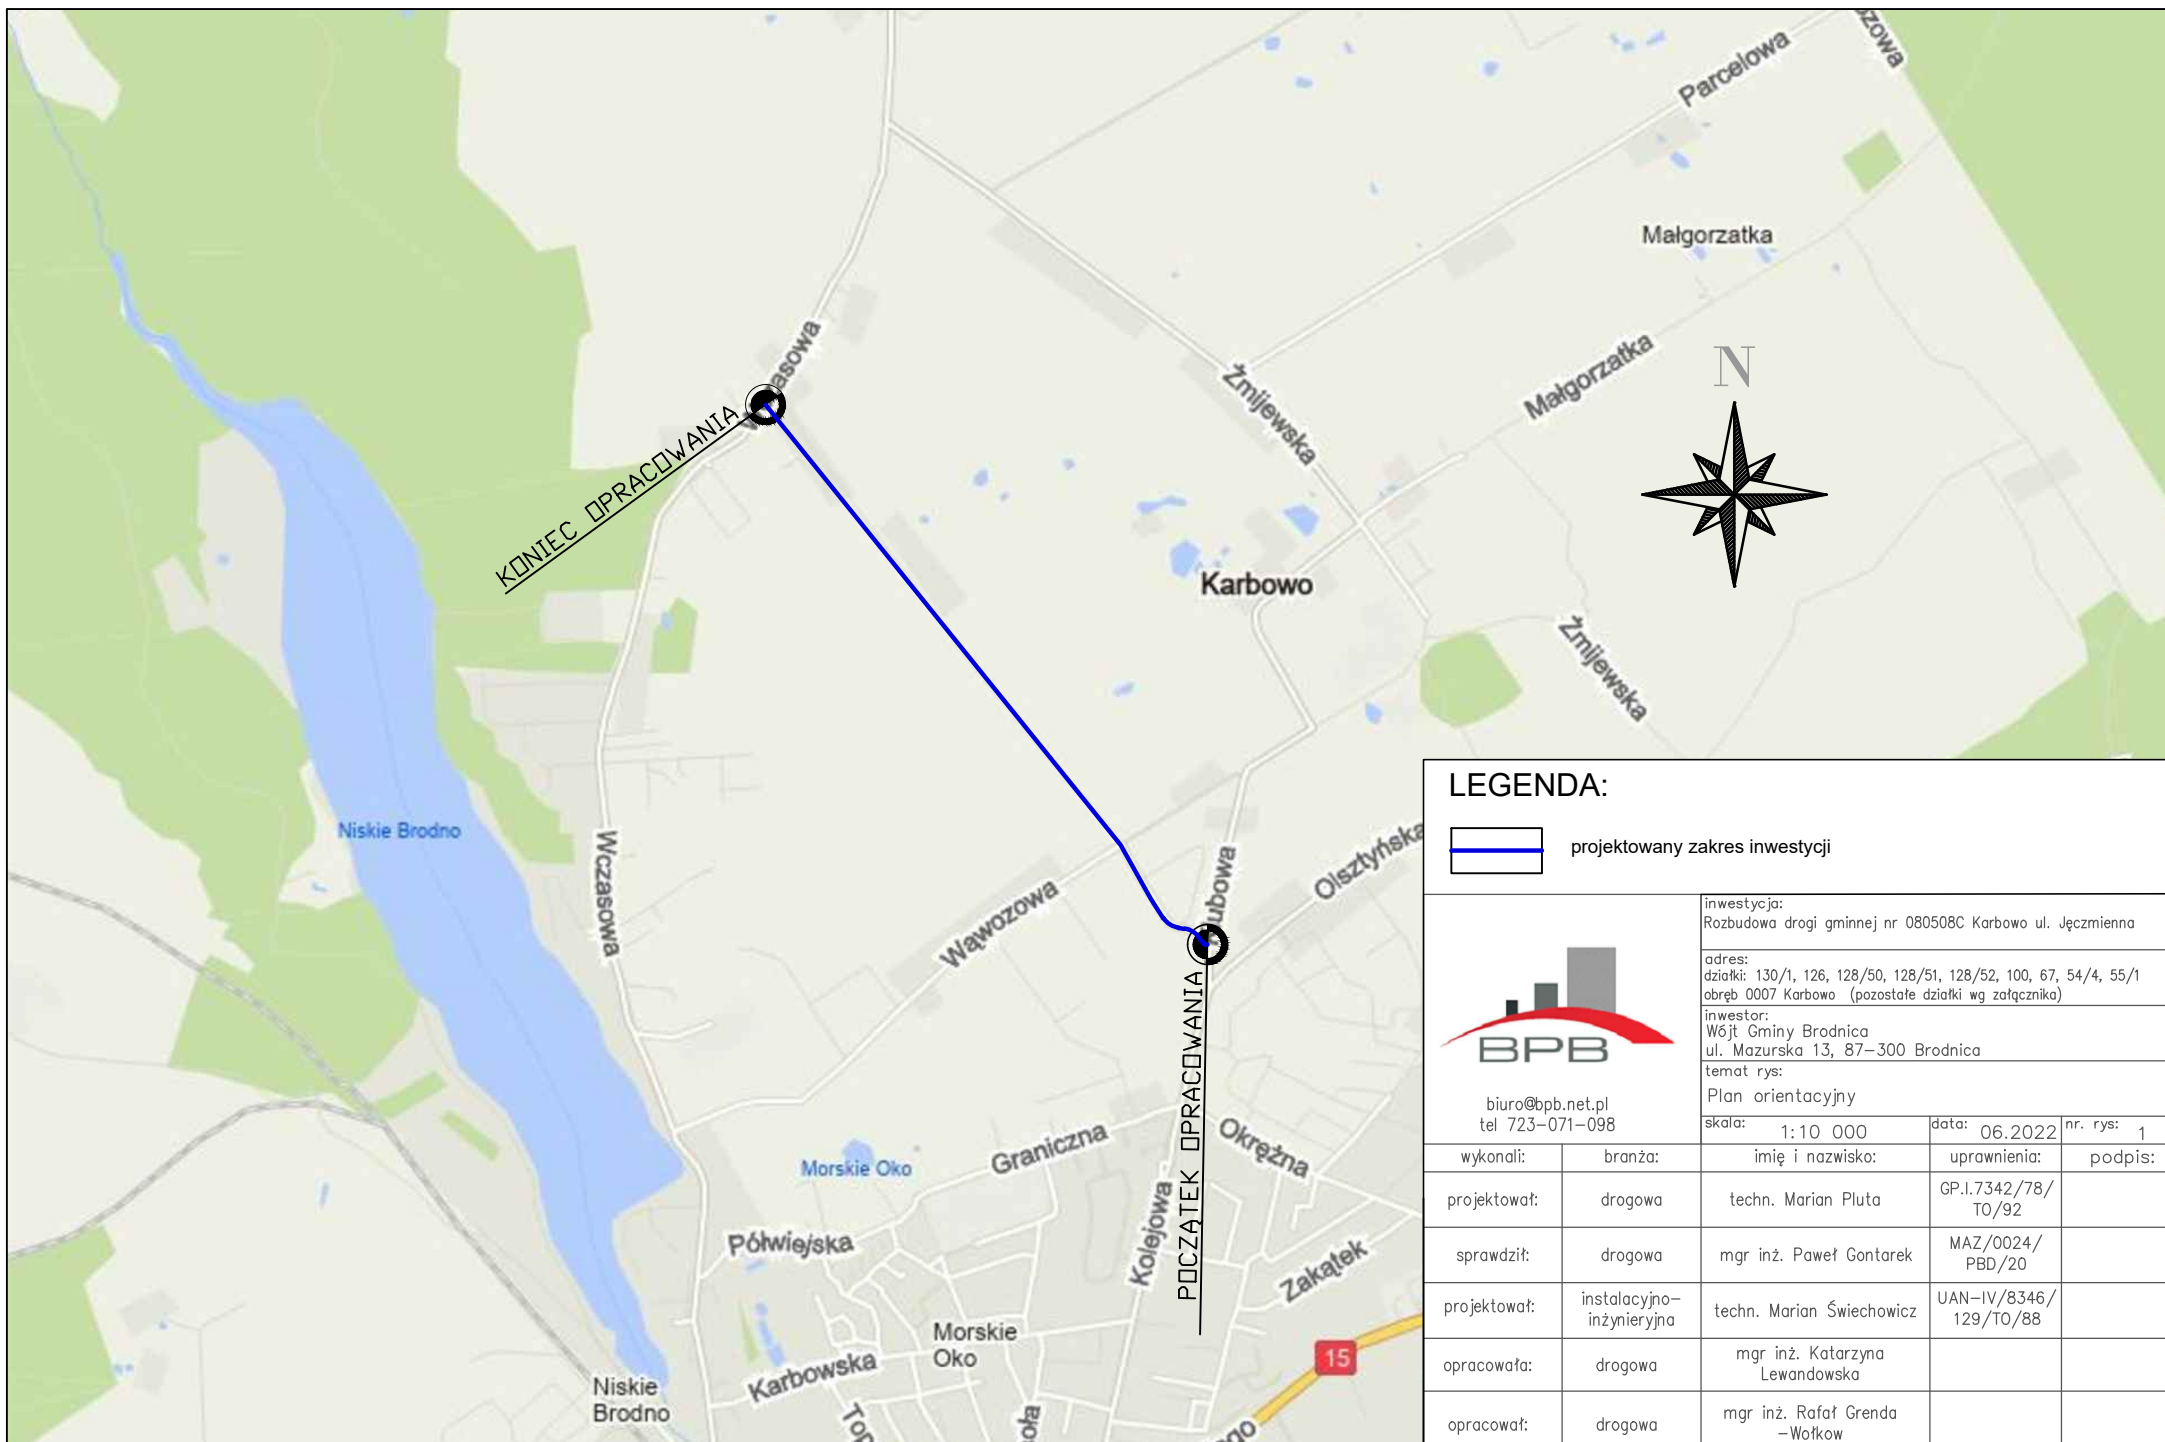 Parcelowa
Małgorzatka
N
Małgorzatka
Żmijewska
Wczasowa
KONIEC OPRACOWANIA
Karbowo
Żmijewska
Niskie Brodno
Wczasowa
Wąwozowa
Olsztyńska
POCZĄTEK OPRACOWANIA
Graniczna
Okrężna
Morskie Oko
Półwiejska
Kolejowa
Zakątek
Morskie
Oko
15
Karbowska
Niskie
Brodno
LEGENDA:
projektowany zakres inwestycji
BPB
biuro@bpb.net.pl
tel 723-071-098
inwestycja:
Rozbudowa drogi gminnej nr 080508C Karbowo ul. Jęczmienna
adres:
działki: 130/1, 126, 128/50, 128/51, 128/52, 100, 67, 54/4, 55/1
obręb 0007 Karbowo (pozostałe działki wg załącznika)
inwestor:
Wójt Gminy Brodnica
ul. Mazurska 13, 87-300 Brodnica
temat rys:
Plan orientacyjny
skala: 1:10 000 data: 06.2022 nr. rys: 1
wykonali: branża: imię i nazwisko: uprawnienia: podpis:
projektował: drogowa techn. Marian Pluta GP.I.7342/78/
TO/92
sprawdził: drogowa mgr inż. Paweł Gontarek MAZ/0024/
PBD/20
projektował: instalacyjno-
inżynieryjna techn. Marian Świechowicz UAN-IV/8346/
129/TO/88
opracowała: drogowa mgr inż. Katarzyna
Lewandowska
opracował: drogowa mgr inż. Rafał Grenda
-Wołkow